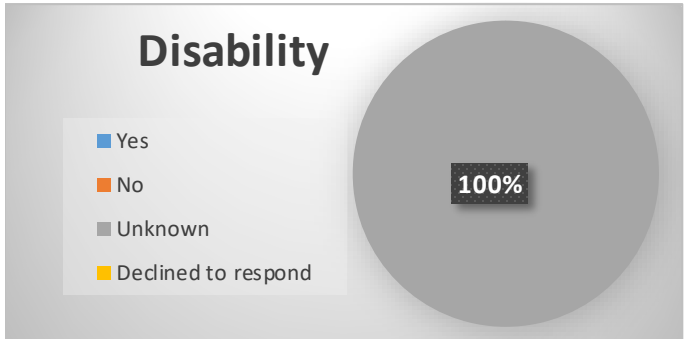 Disability
Yes
No
Unknown
Declined to respond
100%